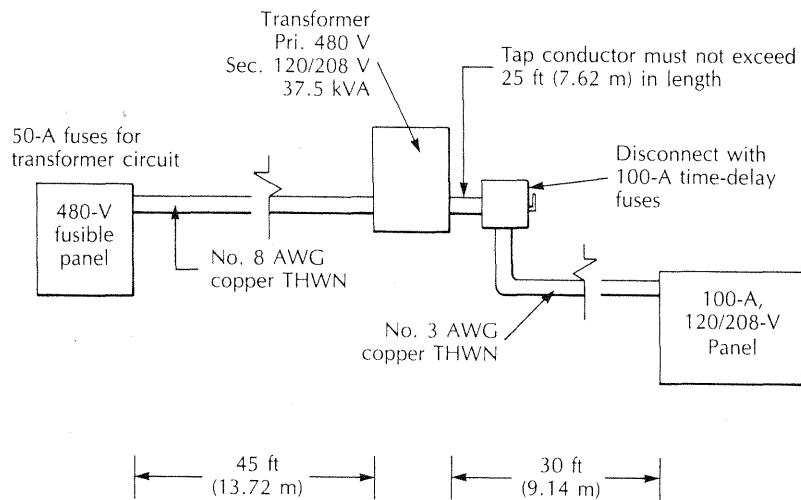 Transformer
Pri. 480 V
Sec. 120/208 V
37.5 kVA
Tap conductor must not exceed
25 ft (7.62 m) in length
50-A fuses for
transformer circuit
Disconnect with
100-A time-delay
fuses
480-V
fusible
panel
No. 8 AWG
copper THWN
No. 3 AWG
copper THWN
100-A,
120/208-V
Panel
45 ft
(13.72 m)
30 ft
(9.14 m)